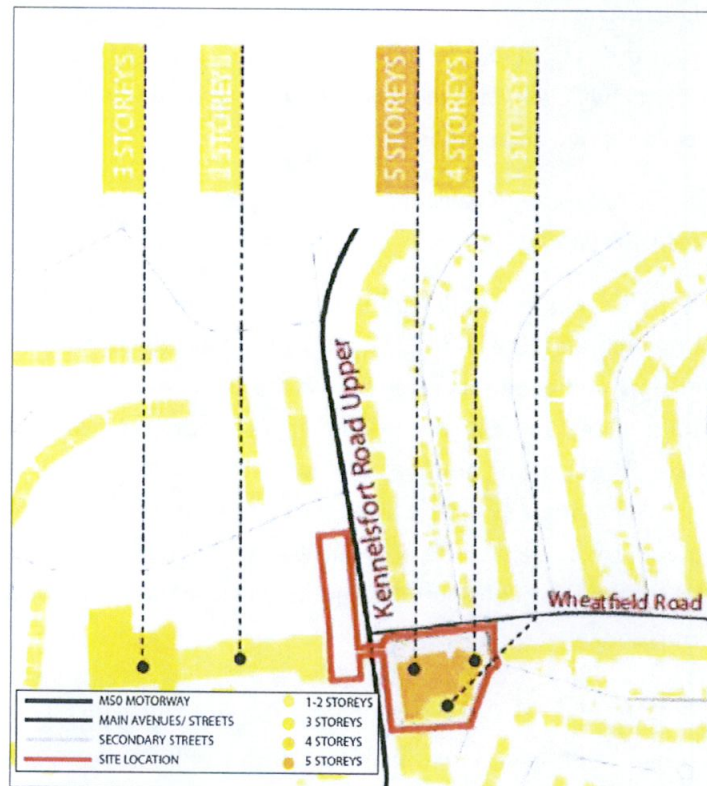 3 STOREYS
STOREYS
5 STOREYS
4 STOREYS
1 STOREY
Kennelsfort Road Upper
Wheatfield Road
M50 MOTORWAY
MAIN AVENUES/ STREETS
SECONDARY STREETS
SITE LOCATION
1-2 STOREYS
3 STOREYS
4 STOREYS
5 STOREYS